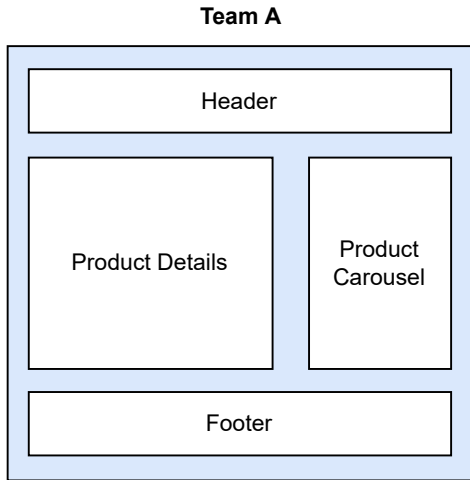 Team A
Header
Product Details
Product
Carousel
Footer